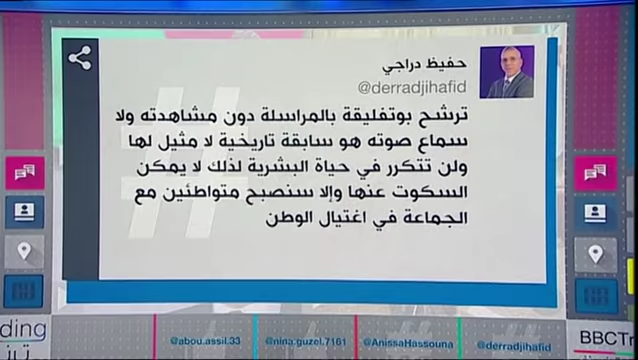 حفيظ دراجي
@derradjihafid
ترشح بوتفليقة بالمراسلة دون مشاهدته ولا
سماع صوته هو سابقة تاريخية لا مثيل لها
ولن تتكرر في حياة البشرية لذلك لا يمكن
السكوت عنها وإلا سنصبح متواطئين مع
الجماعة في اغتيال الوطن
ding
@abou.assil.33
@nina.guzel.7161
@AnissaHassouna
@derradjihafid
BBCTr